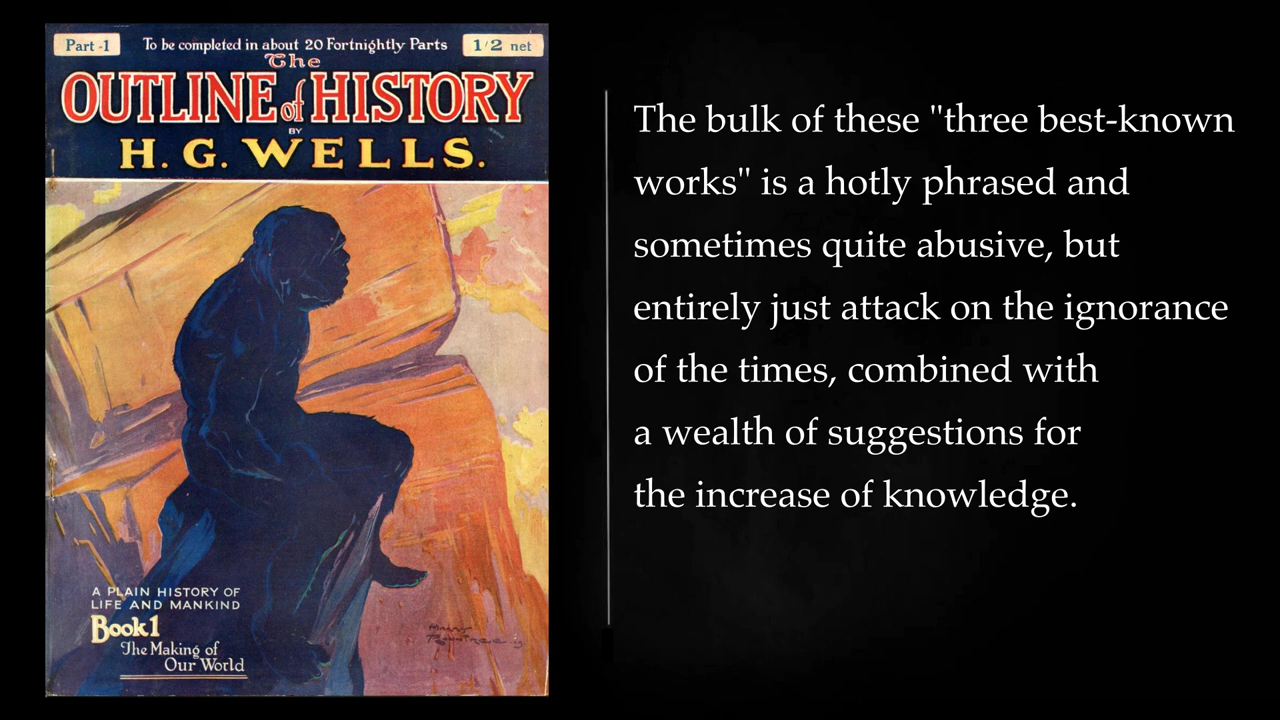 Part -1
To be completed in about 20 Fortnightly Parts
1/2 net
The
OUTLINE of HISTORY
BY
H. G. WELLS.
A PLAIN HISTORY OF
LIFE AND MANKIND
Book 1
The Making of
Our World
The bulk of these "three best-known
works" is a hotly phrased and
sometimes quite abusive, but
entirely just attack on the ignorance
of the times, combined with
a wealth of suggestions for
the increase of knowledge.